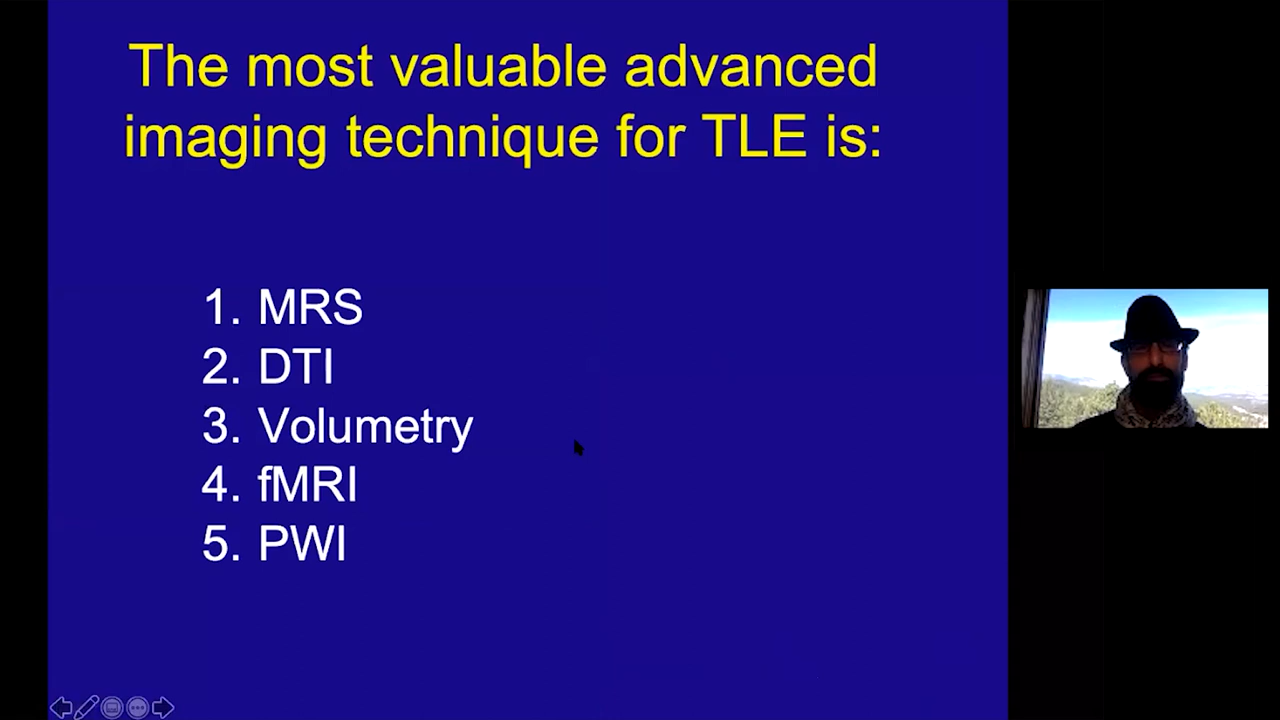 The most valuable advanced
imaging technique for TLE is:
1. MRS
2. DTI
3. Volumetry
4. fMRI
5. PWI